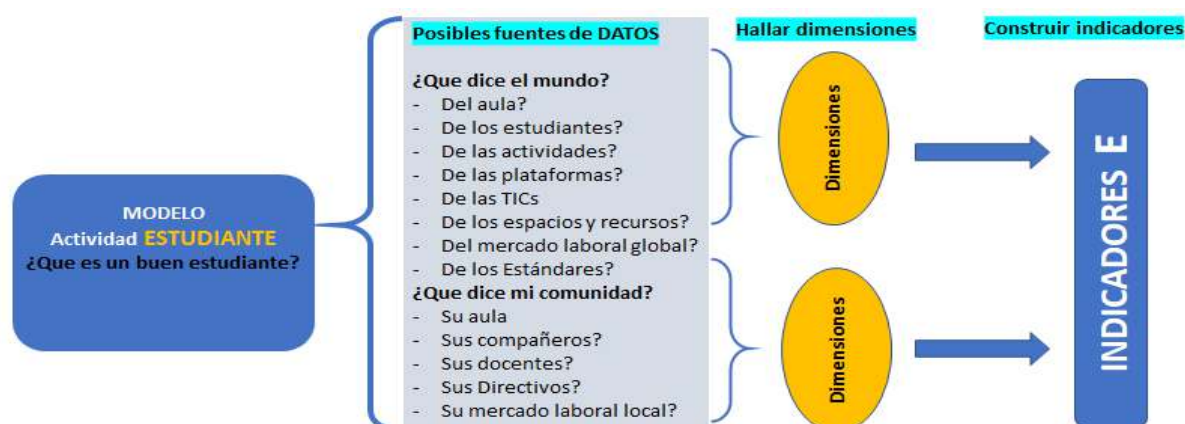 Posibles fuentes de DATOS
Hallar dimensiones
Construir indicadores
MODELO
Actividad ESTUDIANTE
¿Que es un buen estudiante?
¿Que dice el mundo?
- Del aula?
- De los estudiantes?
- De las actividades?
- De las plataformas?
- De las TICs
- De los espacios y recursos?
- Del mercado laboral global?
- De los Estándares?
¿Que dice mi comunidad?
- Su aula
- Sus compañeros?
- Sus docentes?
- Sus Directivos?
- Su mercado laboral local?
Dimensiones
Dimensiones
INDICADORES E